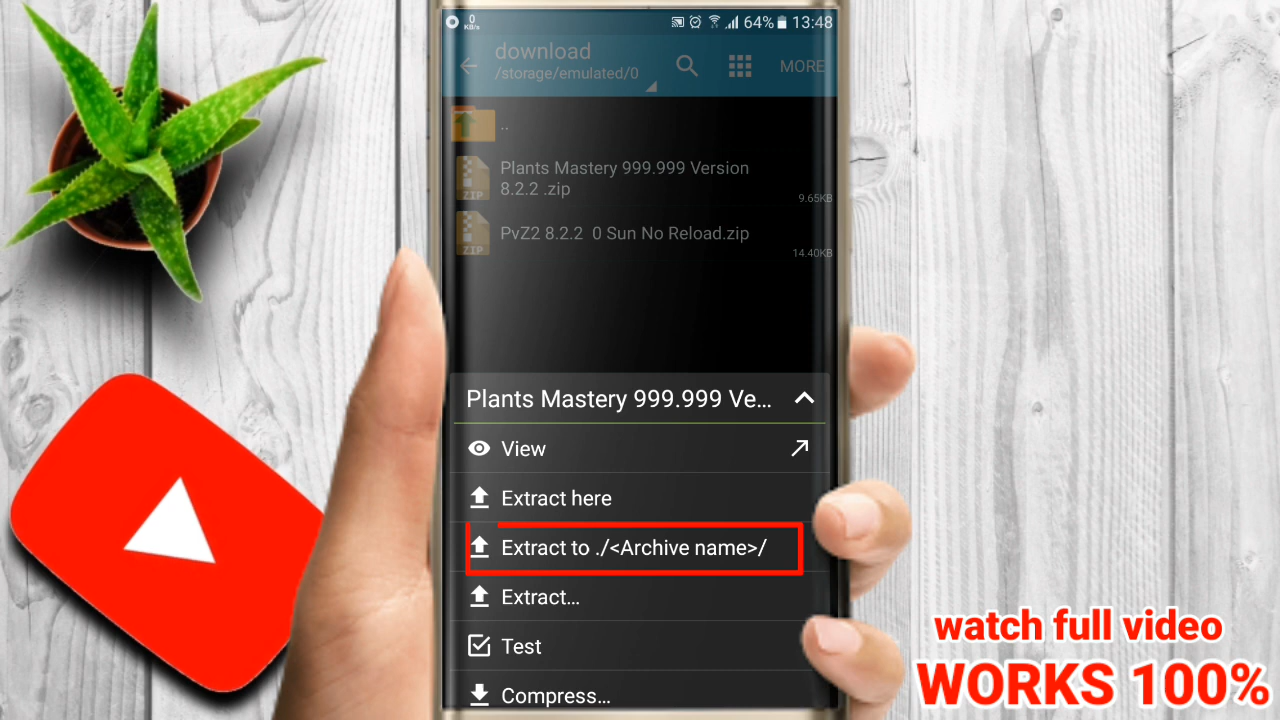 0
KB/s
64% 13:48
download
/storage/emulated/0
MORE
..
Plants Mastery 999.999 Version
8.2.2 .zip
ZIP
9.65KB
PvZ2 8.2.2  0 Sun No Reload.zip
ZIP
14.40KB
Plants Mastery 999.999 Ve...
View
Extract here
Extract to ./<Archive name>/
Extract...
Test
Compress...
watch full video
WORKS 100%